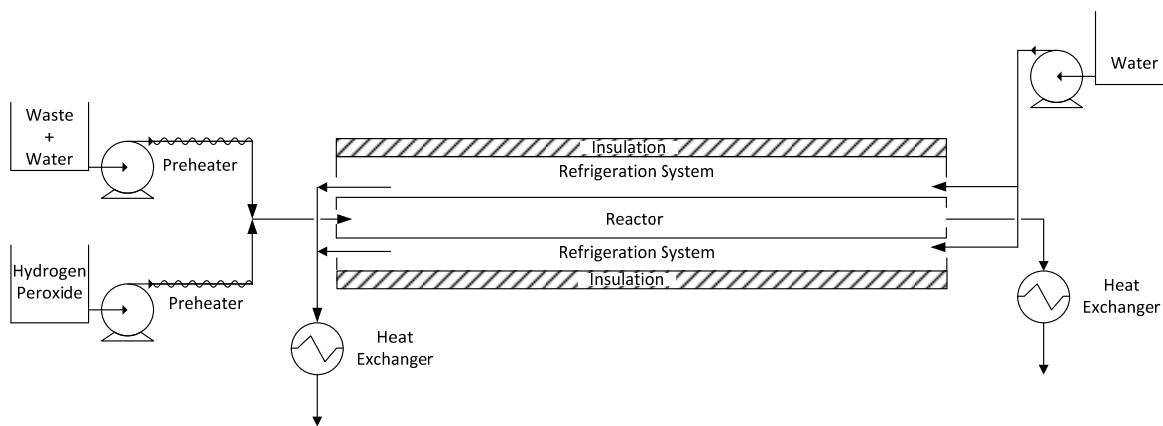 Water
Waste
+
Water
Preheater
Insulation
Refrigeration System
Reactor
Refrigeration System
Insulation
Hydrogen
Peroxide
Preheater
Heat
Exchanger
Heat
Exchanger